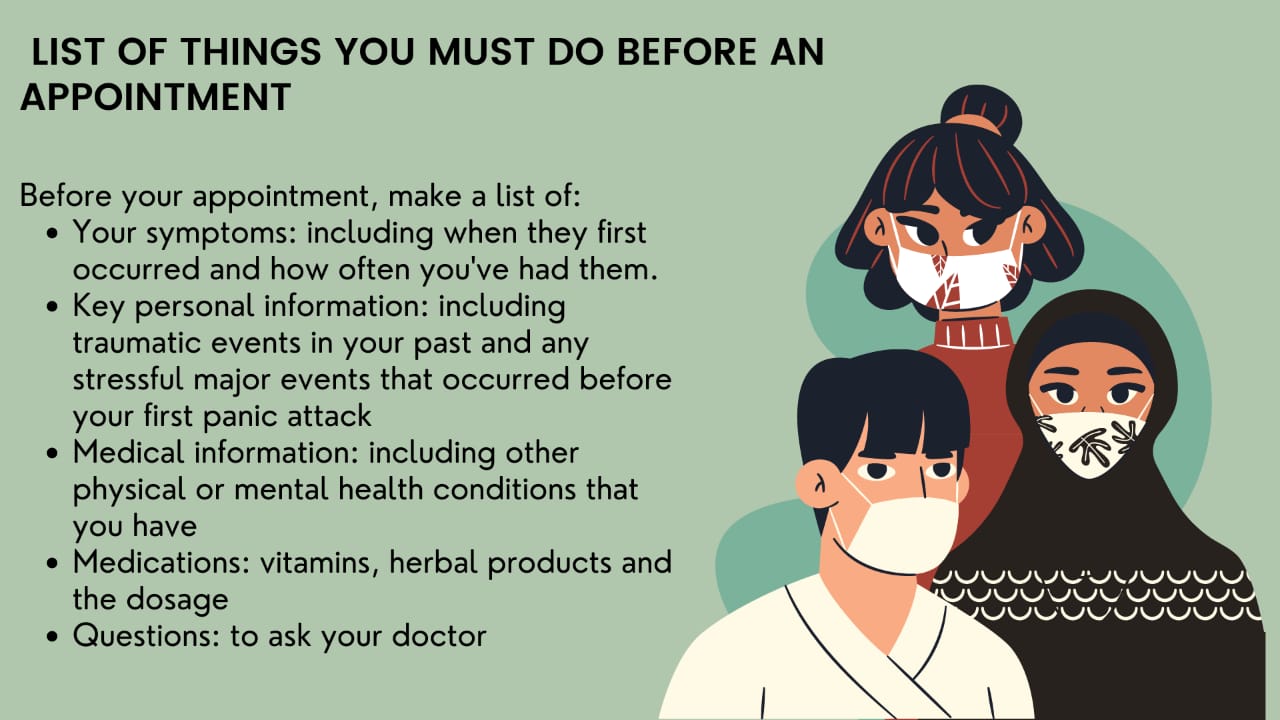 LIST OF THINGS YOU MUST DO BEFORE AN
APPOINTMENT
Before your appointment, make a list of:
• Your symptoms: including when they first
occurred and how often you've had them.
• Key personal information: including
traumatic events in your past and any
stressful major events that occurred before
your first panic attack
• Medical information: including other
physical or mental health conditions that
you have
• Medications: vitamins, herbal products and
the dosage
• Questions: to ask your doctor